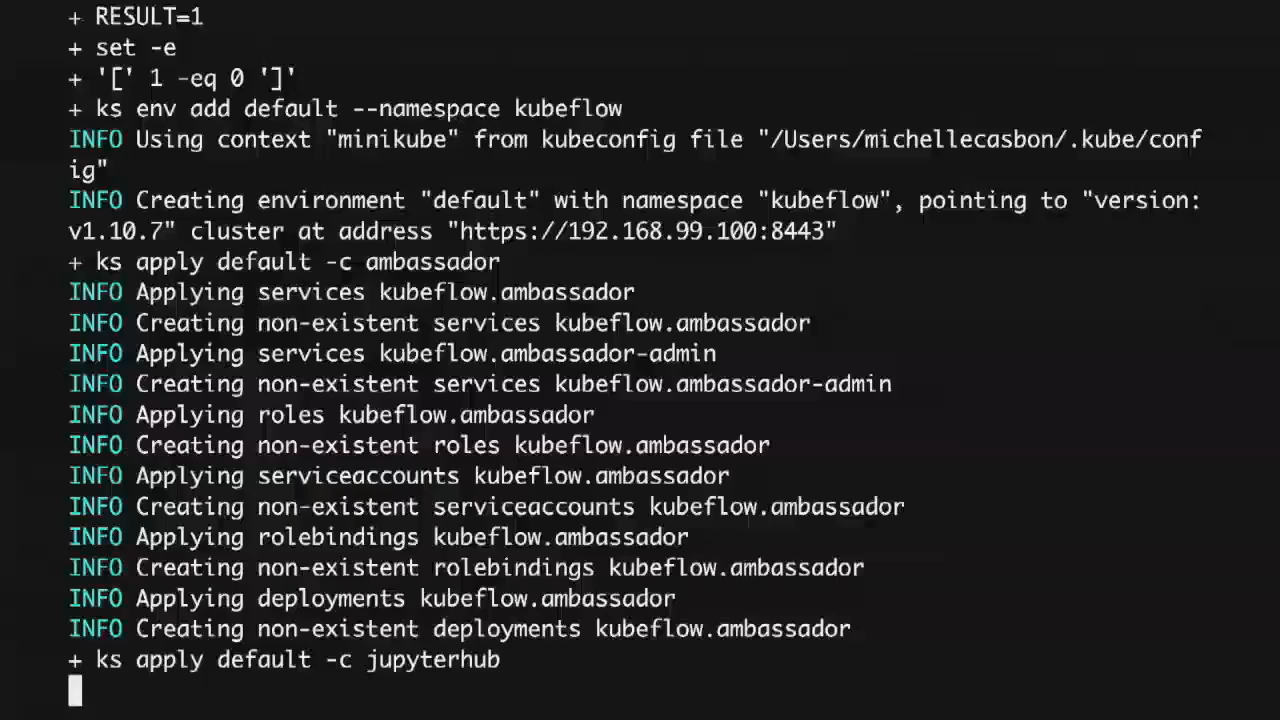 + RESULT=1
+ set -e
+ '[' 1 -eq 0 ']'
+ ks env add default --namespace kubeflow
INFO Using context "minikube" from kubeconfig file "/Users/michellecasbon/.kube/conf
ig"
INFO Creating environment "default" with namespace "kubeflow", pointing to "version:
v1.10.7" cluster at address "https://192.168.99.100:8443"
+ ks apply default -c ambassador
INFO Applying services kubeflow.ambassador
INFO Creating non-existent services kubeflow.ambassador
INFO Applying services kubeflow.ambassador-admin
INFO Creating non-existent services kubeflow.ambassador-admin
INFO Applying roles kubeflow.ambassador
INFO Creating non-existent roles kubeflow.ambassador
INFO Applying serviceaccounts kubeflow.ambassador
INFO Creating non-existent serviceaccounts kubeflow.ambassador
INFO Applying rolebindings kubeflow.ambassador
INFO Creating non-existent rolebindings kubeflow.ambassador
INFO Applying deployments kubeflow.ambassador
INFO Creating non-existent deployments kubeflow.ambassador
+ ks apply default -c jupyterhub